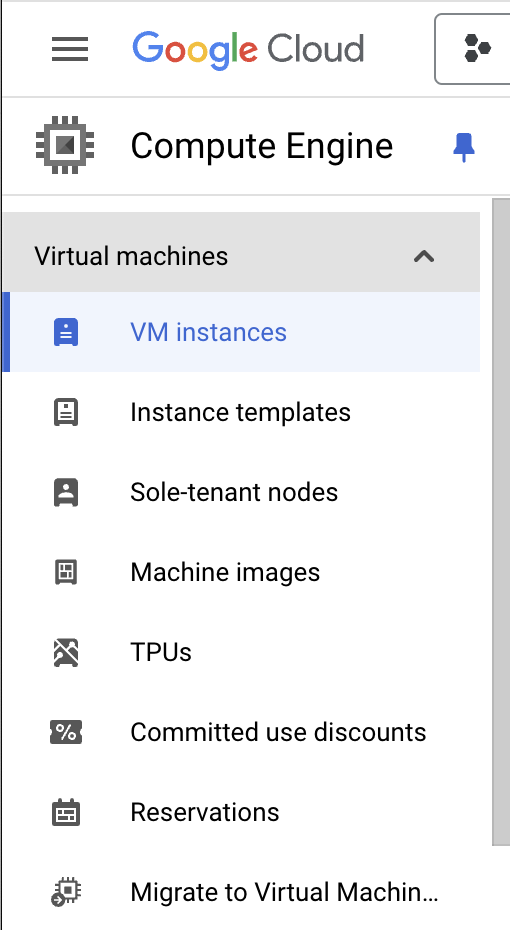 Google Cloud
Compute Engine
Virtual machines
VM instances
Instance templates
Sole-tenant nodes
Machine images
TPUs
%
Committed use discounts
Reservations
Migrate to Virtual Machin...